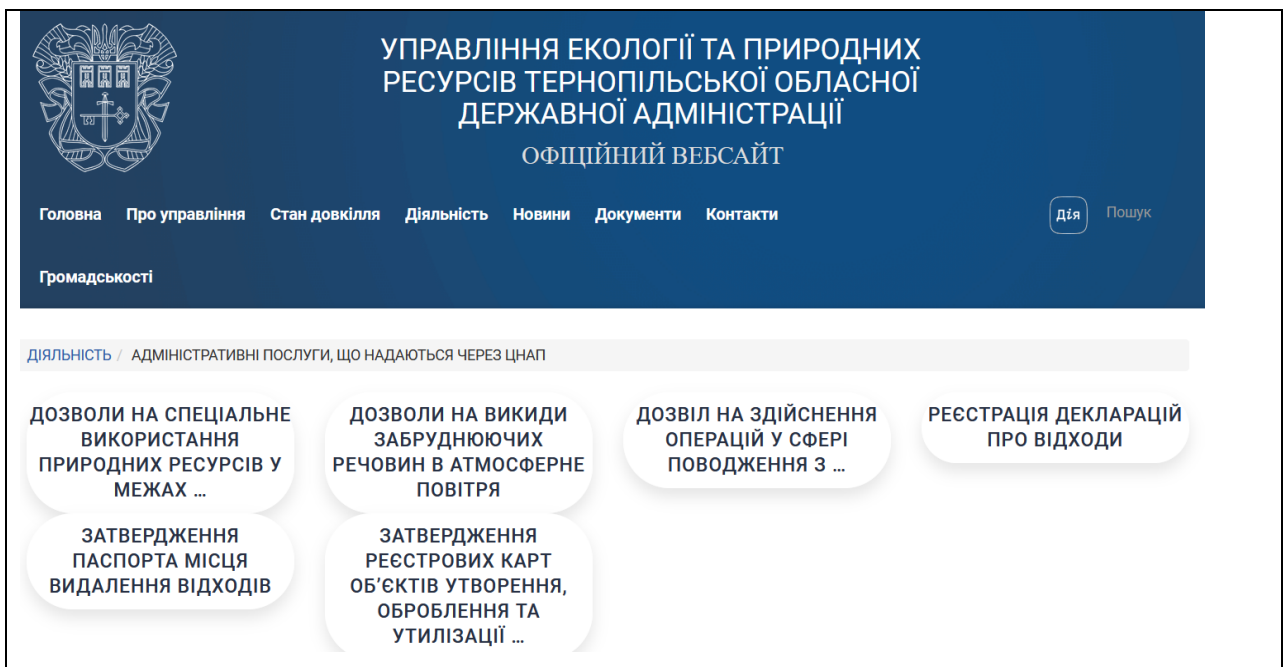 УПРАВЛІННЯ ЕКОЛОГІЇ ТА ПРИРОДНИХ
РЕСУРСІВ ТЕРНОПІЛЬСЬКОЇ ОБЛАСНОЇ
ДЕРЖАВНОЇ АДМІНІСТРАЦІЇ
ОФІЦІЙНИЙ ВЕБСАЙТ
Головна Про управління Стан довкілля Діяльність Новини Документи Контакти Дія Пошук
Громадськості
ДІЯЛЬНІСТЬ / АДМІНІСТРАТИВНІ ПОСЛУГИ, ЩО НАДАЮТЬСЯ ЧЕРЕЗ ЦНАП
ДОЗВОЛИ НА СПЕЦІАЛЬНЕ
ВИКОРИСТАННЯ
ПРИРОДНИХ РЕСУРСІВ У
МЕЖАХ ...
ДОЗВОЛИ НА ВИКИДИ
ЗАБРУДНЮЮЧИХ
РЕЧОВИН В АТМОСФЕРНЕ
ПОВІТРЯ
ДОЗВІЛ НА ЗДІЙСНЕННЯ
ОПЕРАЦІЙ У СФЕРІ
ПОВОДЖЕННЯ З ...
РЕЄСТРАЦІЯ ДЕКЛАРАЦІЙ
ПРО ВІДХОДИ
ЗАТВЕРДЖЕННЯ
ПАСПОРТА МІСЦЯ
ВИДАЛЕННЯ ВІДХОДІВ
ЗАТВЕРДЖЕННЯ
РЕЄСТРОВИХ КАРТ
ОБ’ЄКТІВ УТВОРЕННЯ,
ОБРОБЛЕННЯ ТА
УТИЛІЗАЦІЇ ...